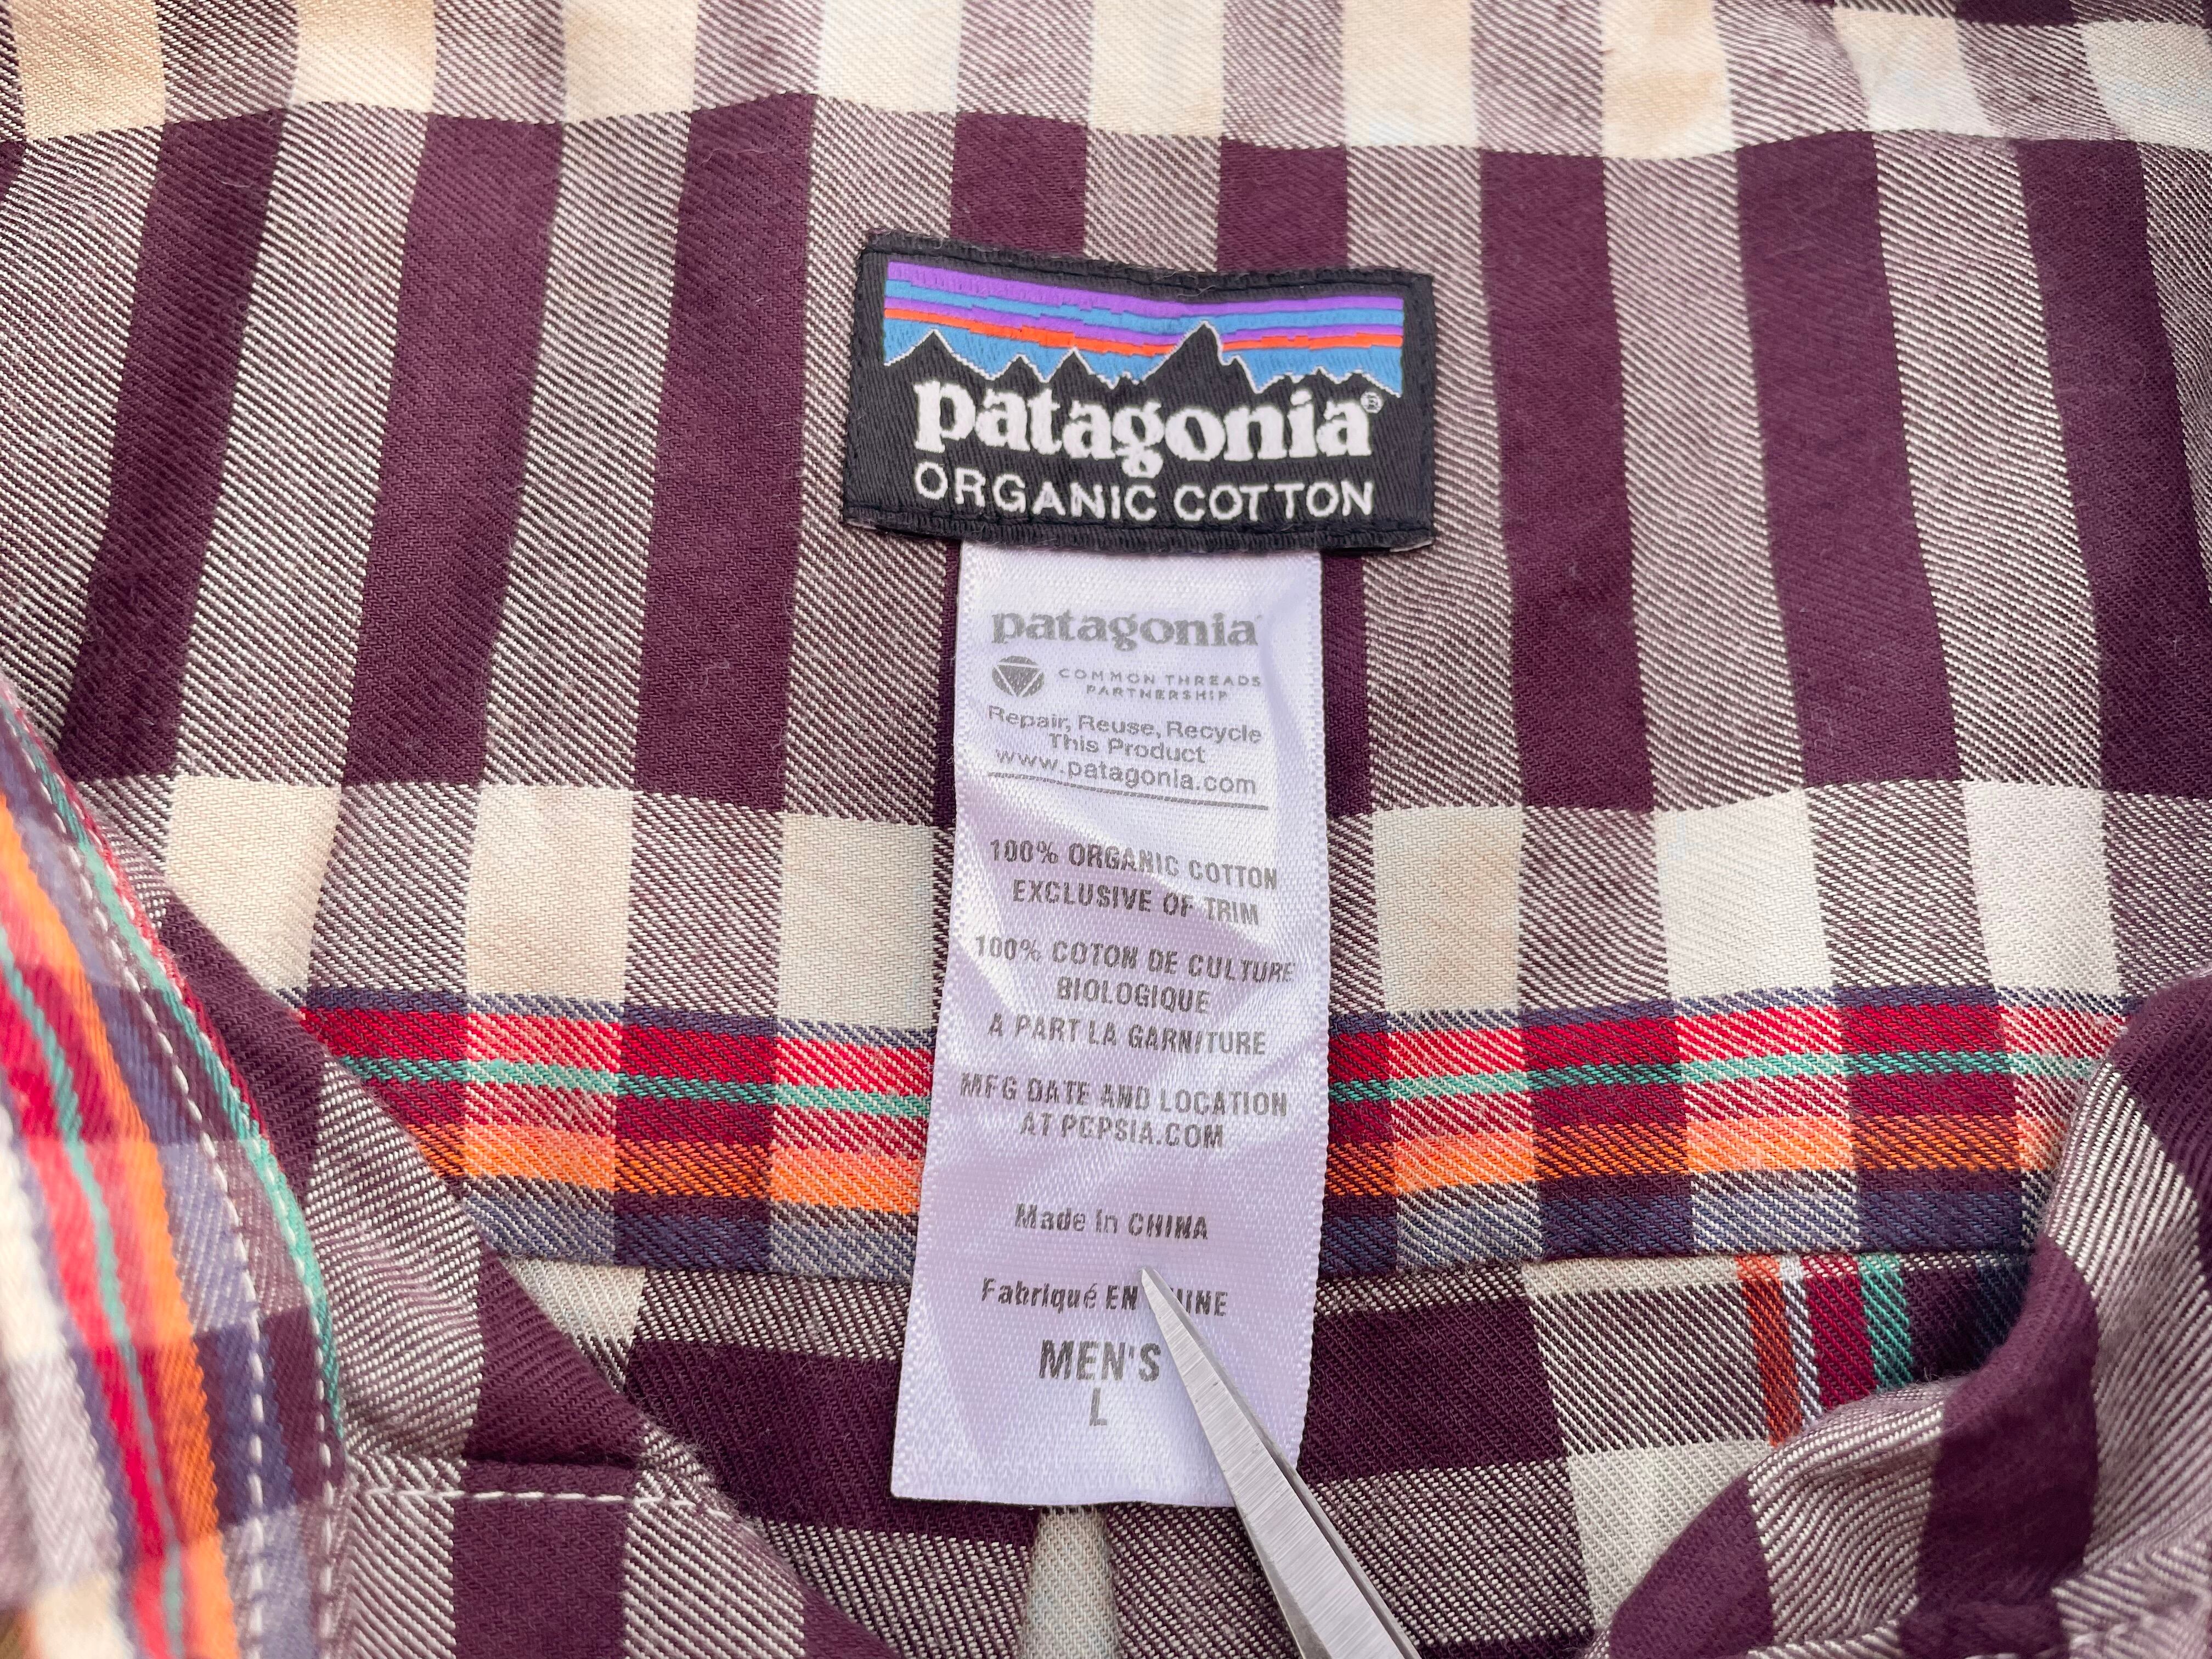 patagonia®
ORGANIC COTTON
patagonia
COMMON THREADS
PARTNERSHIP
Repair, Reuse, Recycle
This Product
www.patagonia.com
100% ORGANIC COTTON
EXCLUSIVE OF TRIM
100% COTON DE CULTURE
BIOLOGIQUE
A PART LA GARNITURE
MFG DATE AND LOCATION
AT PCPSIA.COM
Made in CHINA
Fabriqué EN HINE
MEN'S
L